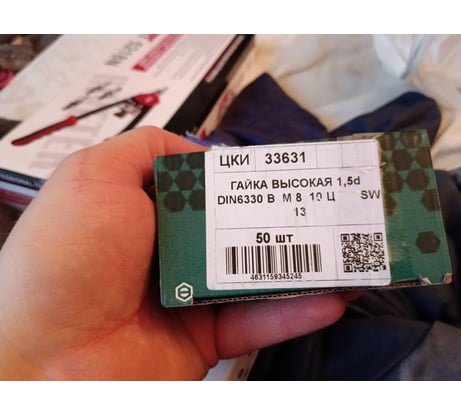 ЦКИ 33631
ГАЙКА ВЫСОКАЯ 1,5d
DIN6330 B M 8 10 Ц SW
13
50 шт
4631159345245